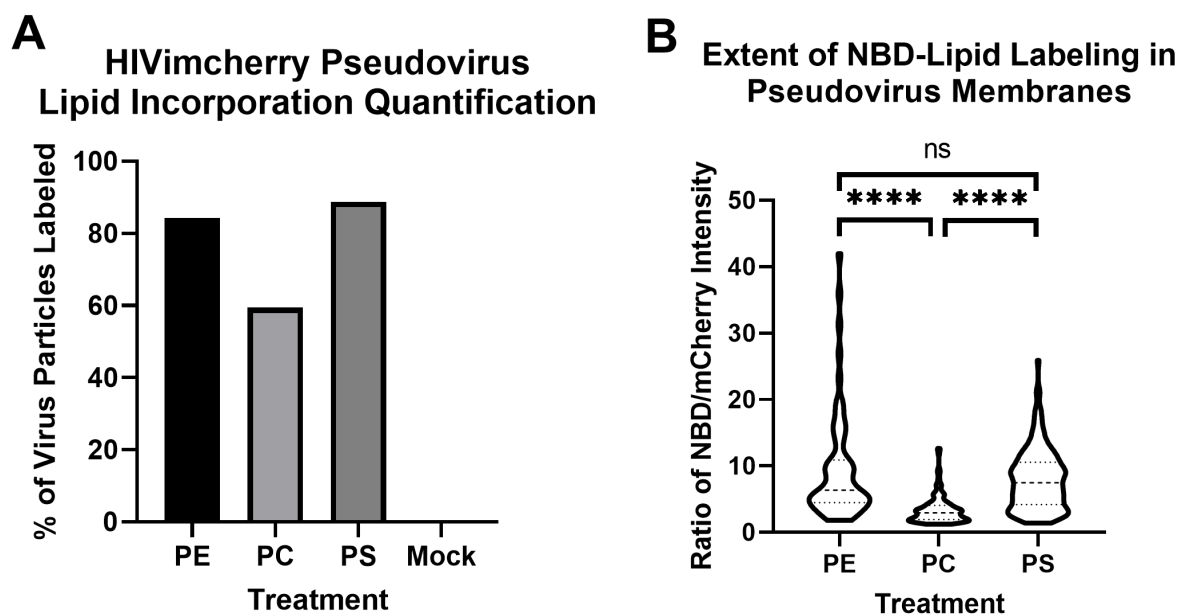 A
HIVimcherry Pseudovirus
Lipid Incorporation Quantification
% of Virus Particles Labeled
100
80
60
40
20
0
PE PC PS Mock
Treatment
B
Extent of NBD-Lipid Labeling in
Pseudovirus Membranes
Ratio of NBD/mCherry Intensity
ns
**** ****
50
40
30
20
10
0
PE PC PS
Treatment